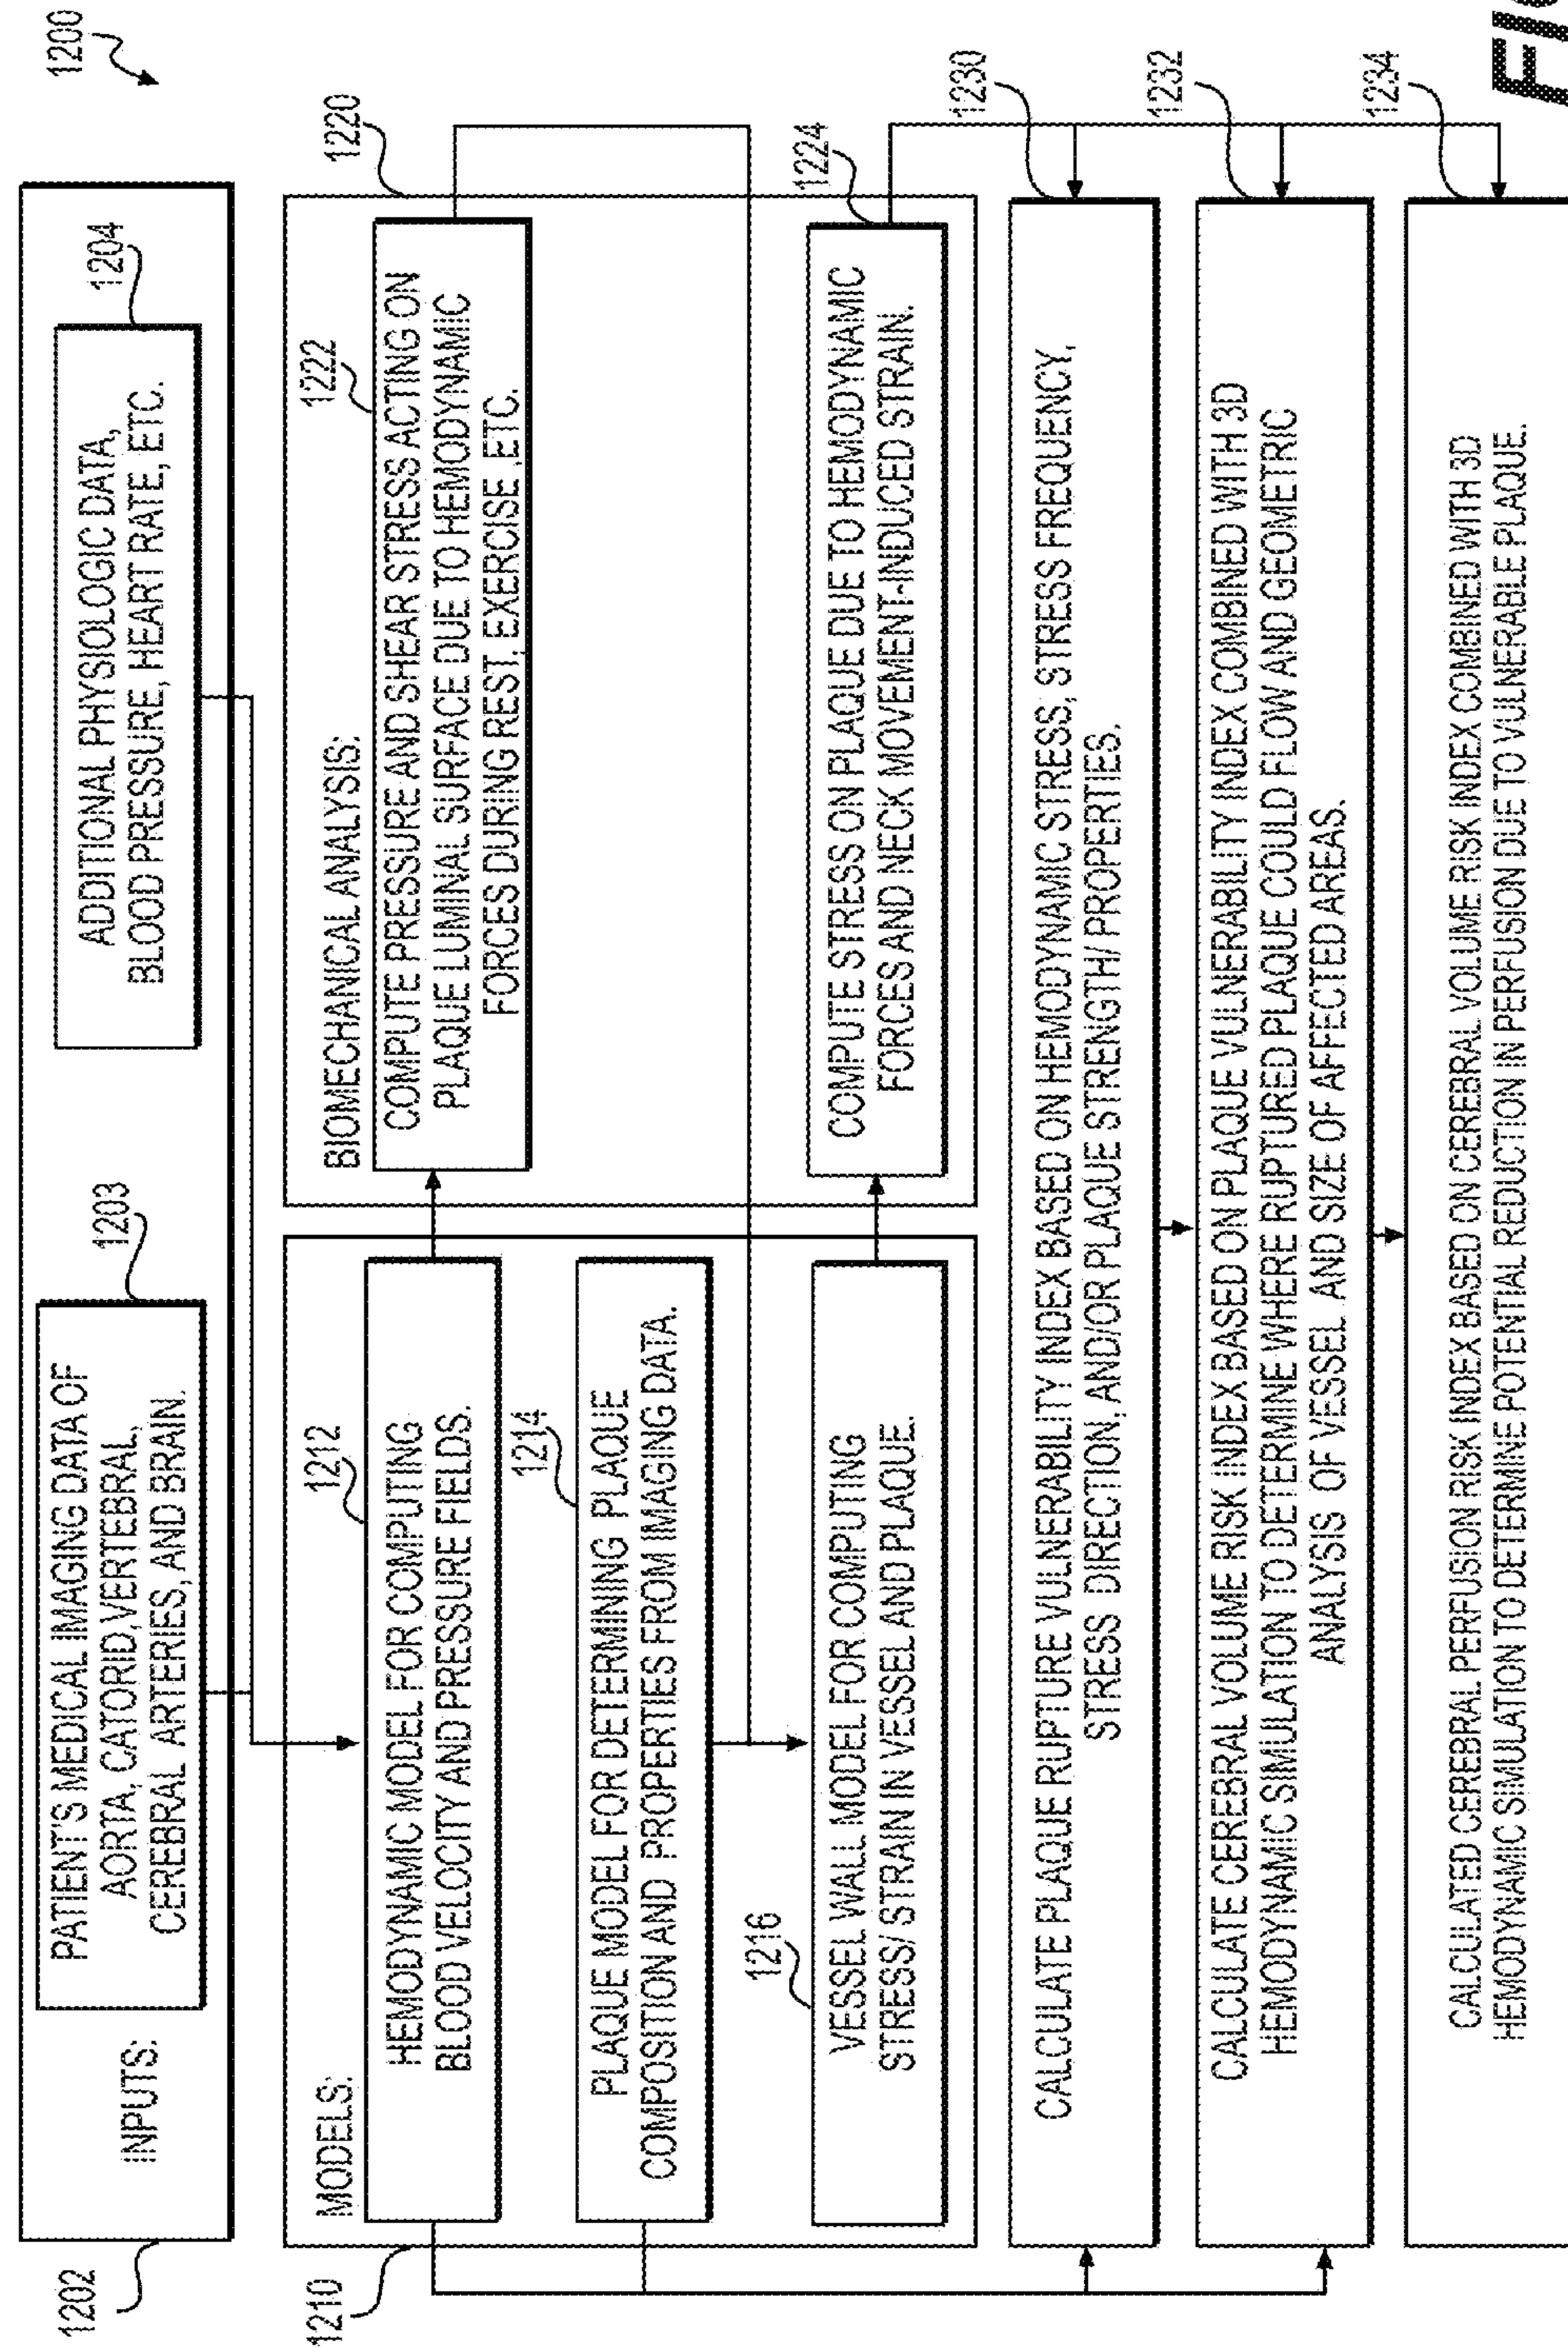 1200
1202
INPUTS:
PATIENT'S MEDICAL IMAGING DATA OF
AORTA, CATORID, VERTEBRAL,
CEREBRAL ARTERIES, AND BRAIN.
1203
ADDITIONAL PHYSIOLOGIC DATA,
BLOOD PRESSURE, HEART RATE, ETC.
1204
1210
MODELS:
1212
HEMODYNAMIC MODEL FOR COMPUTING
BLOOD VELOCITY AND PRESSURE FIELDS.
1214
PLAQUE MODEL FOR DETERMINING PLAQUE
COMPOSITION AND PROPERTIES FROM IMAGING DATA.
1216
VESSEL WALL MODEL FOR COMPUTING
STRESS/ STRAIN IN VESSEL AND PLAQUE.
1220
BIOMECHANICAL ANALYSIS:
1222
COMPUTE PRESSURE AND SHEAR STRESS ACTING ON
PLAQUE LUMINAL SURFACE DUE TO HEMODYNAMIC
FORCES DURING REST, EXERCISE ,ETC.
1224
COMPUTE STRESS ON PLAQUE DUE TO HEMODYNAMIC
FORCES AND NECK MOVEMENT-INDUCED STRAIN.
1230
CALCULATE PLAQUE RUPTURE VULNERABILITY INDEX BASED ON HEMODYNAMIC STRESS, STRESS FREQUENCY,
STRESS DIRECTION, AND/OR PLAQUE STRENGTH/PROPERTIES.
1232
CALCULATE CEREBRAL VOLUME RISK INDEX BASED ON PLAQUE VULNERABILITY INDEX COMBINED WITH 3D
HEMODYNAMIC SIMULATION TO DETERMINE WHERE RUPTURED PLAQUE COULD FLOW AND GEOMETRIC
ANALYSIS OF VESSEL AND SIZE OF AFFECTED AREAS.
1234
CALCULATED CEREBRAL PERFUSION RISK INDEX BASED ON CEREBRAL VOLUME RISK INDEX COMBINED WITH 3D
HEMODYNAMIC SIMULATION TO DETERMINE POTENTIAL REDUCTION IN PERFUSION DUE TO VULNERABLE PLAQUE.